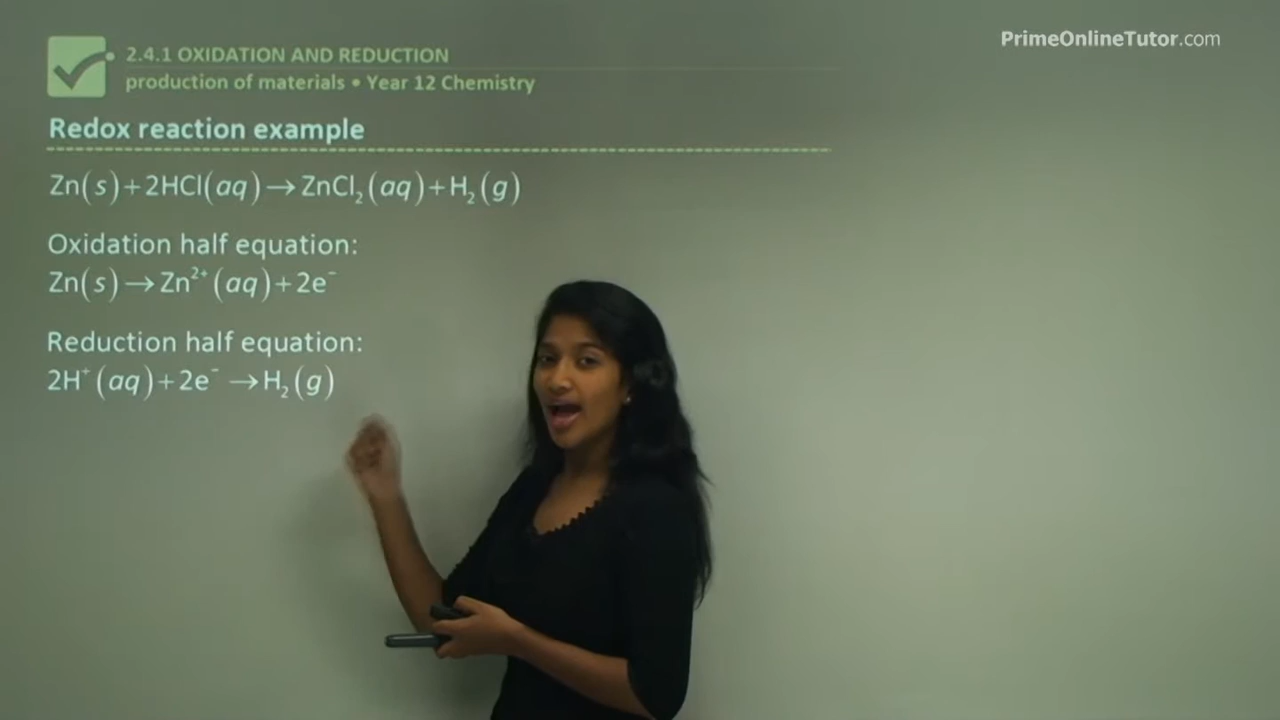 PrimeOnlineTutor.com
2.4.1 OXIDATION AND REDUCTION
production of materials • Year 12 Chemistry
Redox reaction example
Zn(s)+2HCl(aq)→ZnCl₂(aq)+H₂(g)
Oxidation half equation:
Zn(s)→Zn²⁺(aq)+2e⁻
Reduction half equation:
2H⁺(aq)+2e⁻→H₂(g)